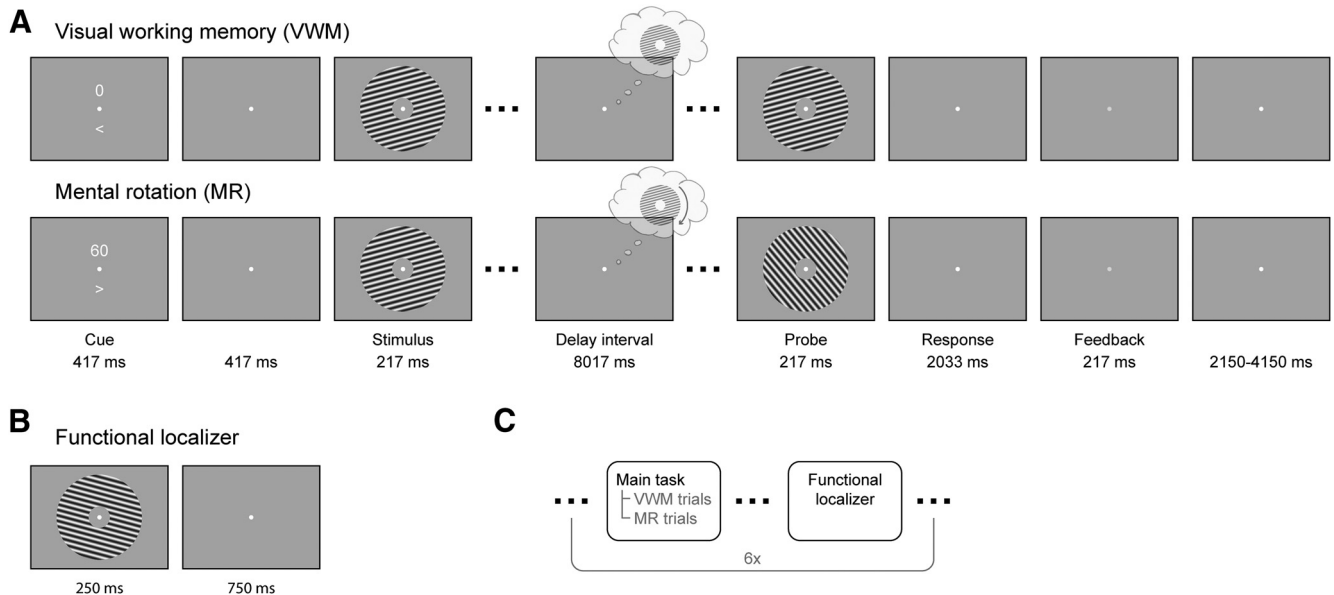 A
Visual working memory (VWM)
0
<
Mental rotation (MR)
60
>
Cue
Stimulus
Delay interval
Probe
Response
Feedback
417 ms
417 ms
217 ms
8017 ms
217 ms
2033 ms
217 ms
2150-4150 ms
B
Functional localizer
250 ms
750 ms
C
Main task
VWM trials
MR trials
Functional
localizer
6x